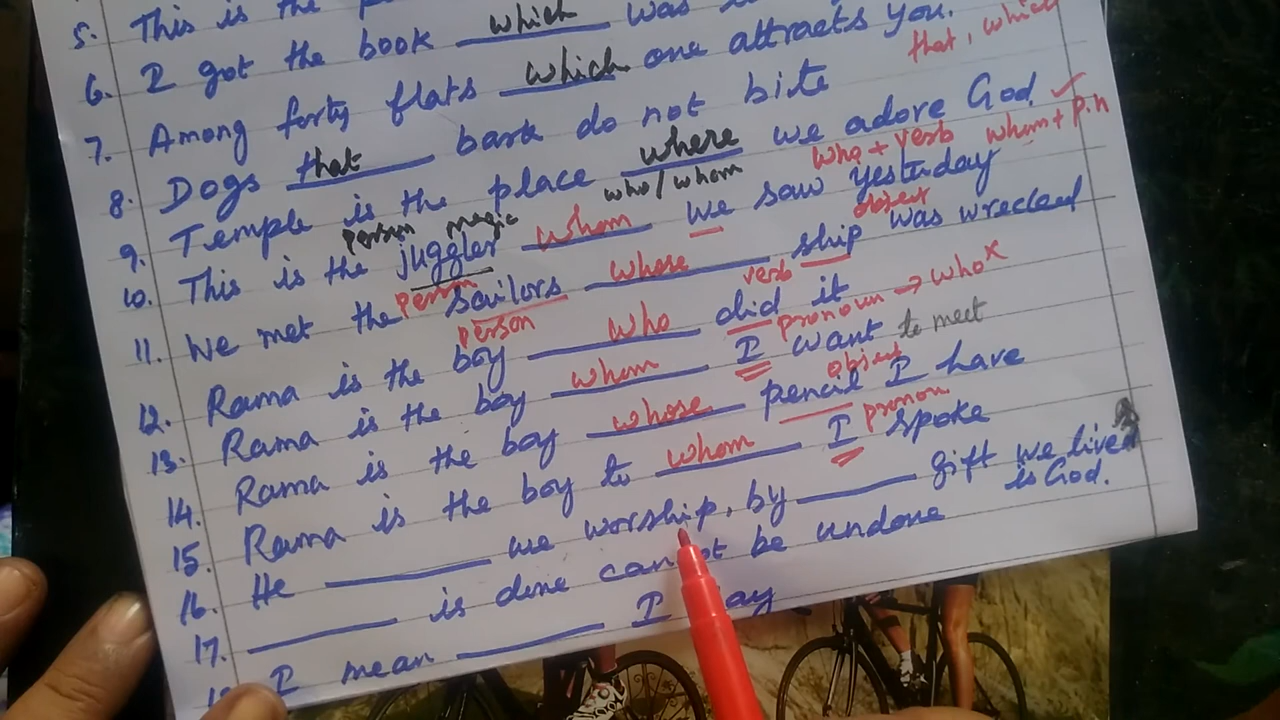 5. This is the
6. I got the book which was
7. Among forty flats which one attracts you.
that, which
8. Dogs that bark do not bite
9. Temple is the place where we adore God. ✓
person magic who/whom who + verb whom + p.n
10. This is the juggler whom we saw yesterday
person object
11. We met the sailors whose ship was wrecked
person verb
12. Rama is the boy who did it
pronoun → who x
13. Rama is the boy whom I want to meet
object
14. Rama is the boy whose pencil I have
pronon
15. Rama is the boy to whom I spoke
16. He ______ we worship, by ______ gift we lived is God.
17. ______ is done cannot be undone
18 I mean ______ I say